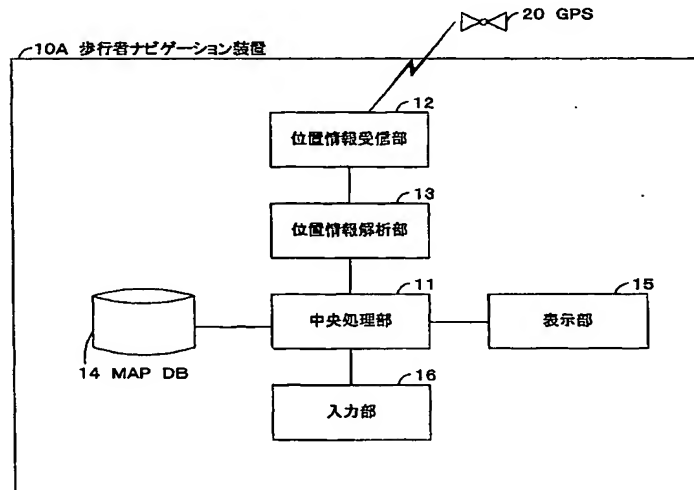 20 GPS
10A 歩行者ナビゲーション装置
12
位置情報受信部
13
位置情報解析部
11
中央処理部
15
表示部
14 MAP DB
16
入力部